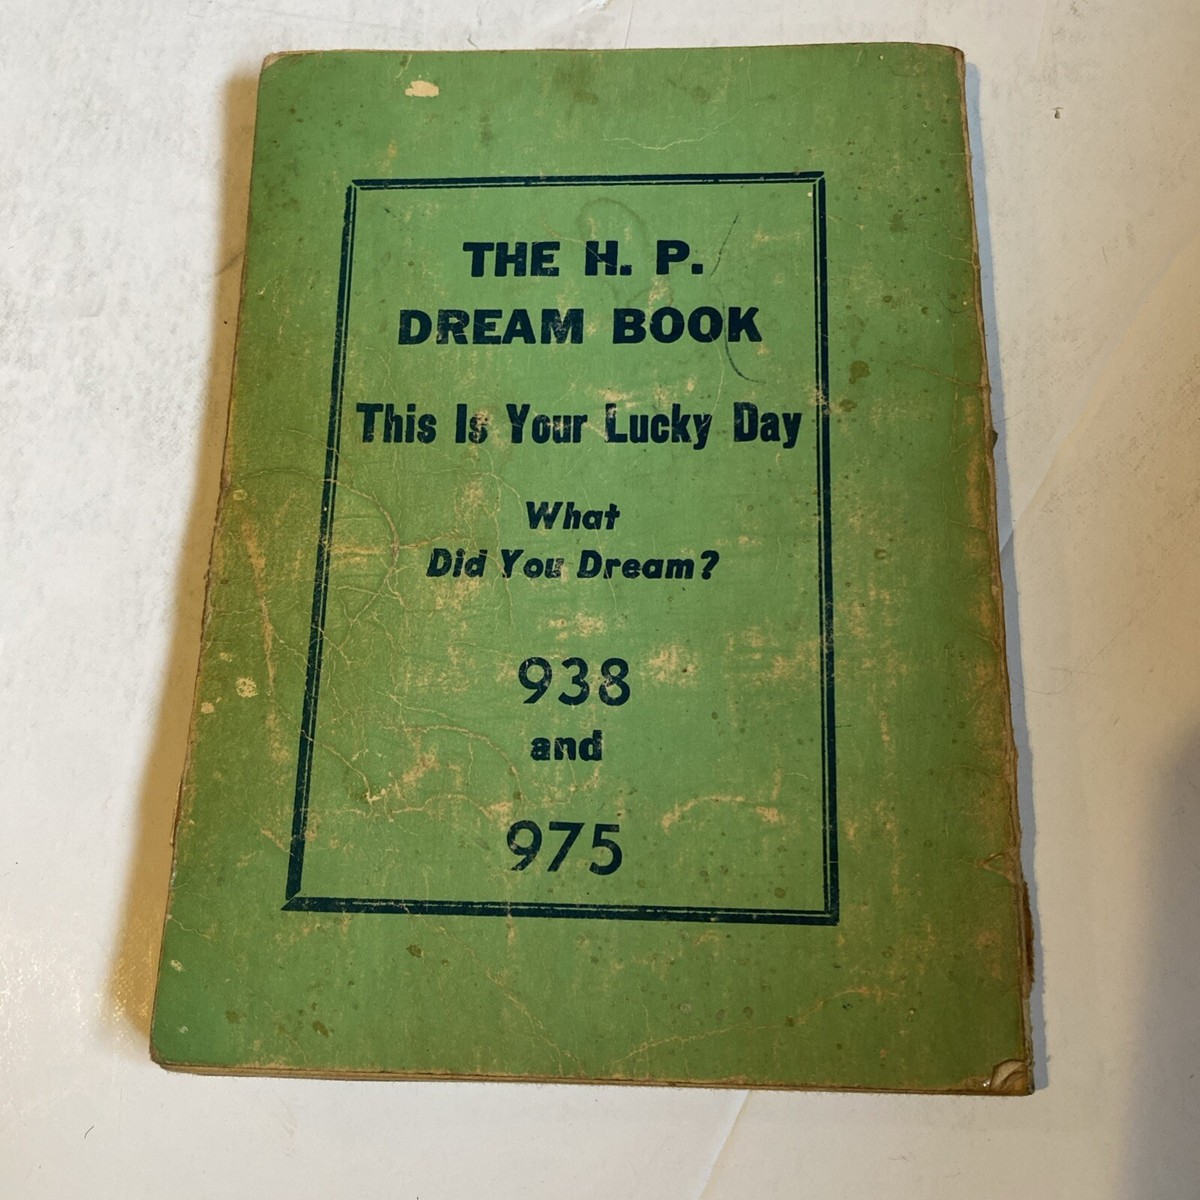 THE H. P.
DREAM BOOK
This Is Your Lucky Day
What
Did You Dream?
938
and
975